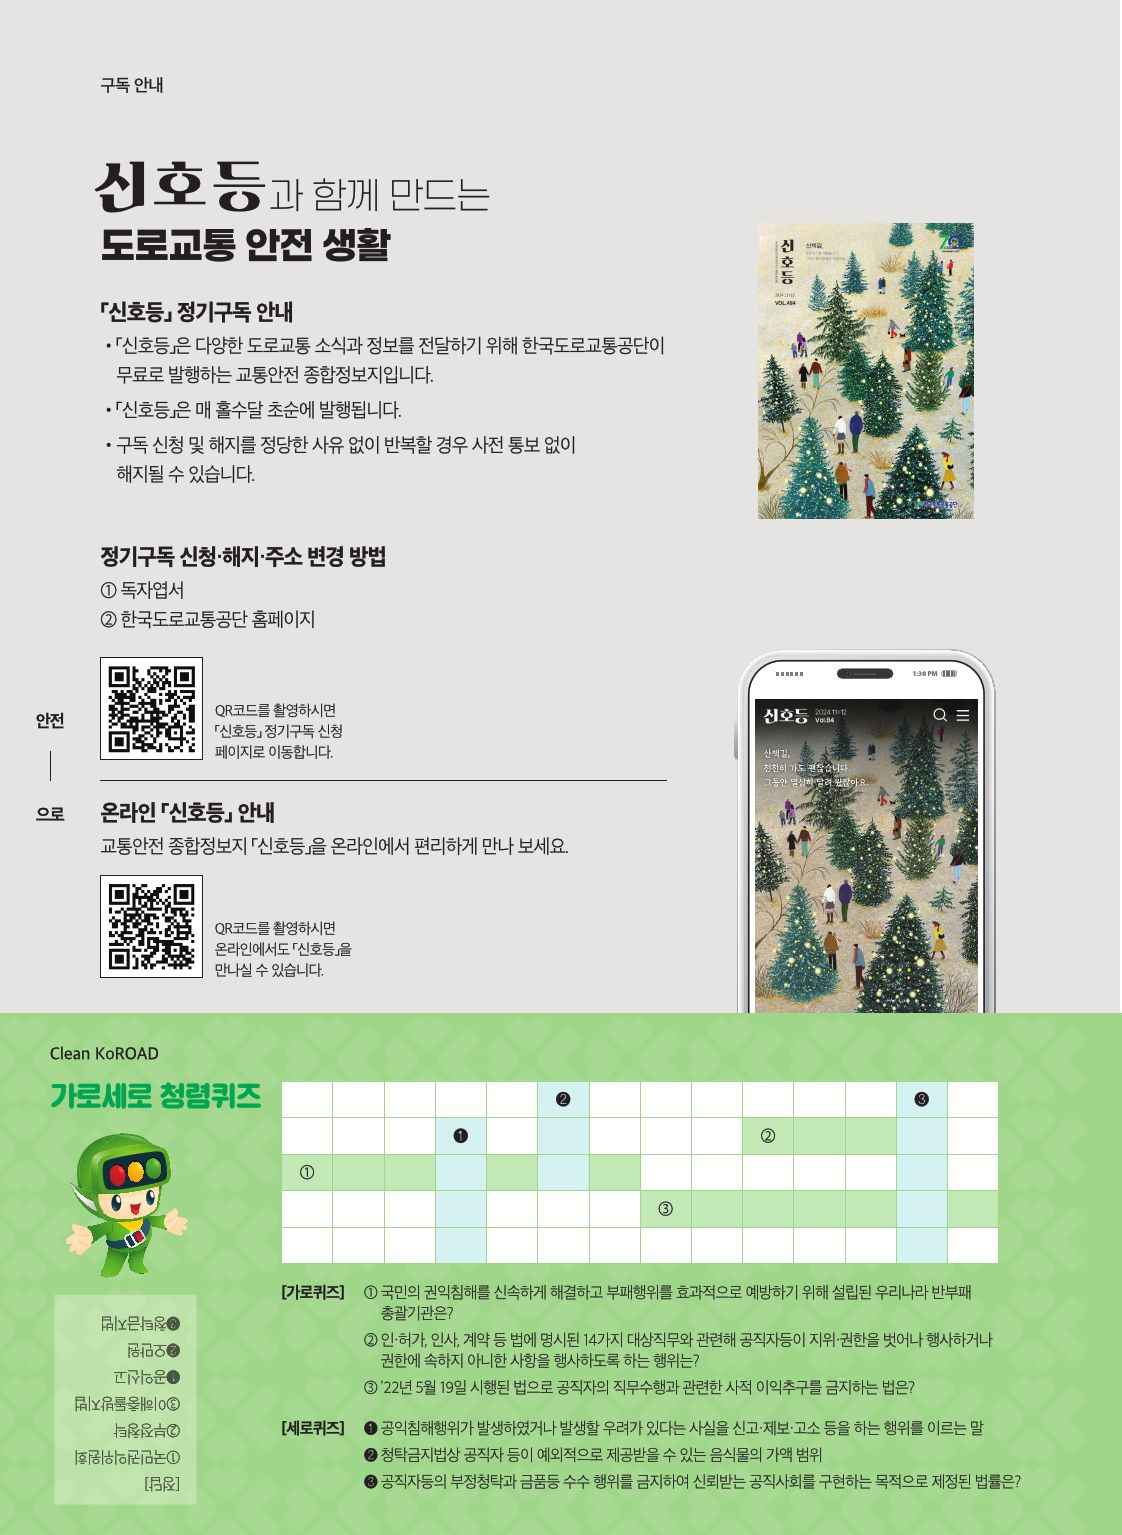 구독 안내
신호등과 함께 만드는
도로교통 안전 생활
「신호등」 정기구독 안내
• 「신호등」은 다양한 도로교통 소식과 정보를 전달하기 위해 한국도로교통공단이
무료로 발행하는 교통안전 종합정보지입니다.
• 「신호등」은 매 홀수달 초순에 발행됩니다.
• 구독 신청 및 해지를 정당한 사유 없이 반복할 경우 사전 통보 없이
해지될 수 있습니다.
신호등
산책길,
2024 11+12
VOL.484
70
정기구독 신청·해지·주소 변경 방법
① 독자엽서
② 한국도로교통공단 홈페이지
QR코드를 촬영하시면
「신호등」 정기구독 신청
페이지로 이동합니다.
안전
으로
온라인 「신호등」 안내
교통안전 종합정보지 「신호등」을 온라인에서 편리하게 만나 보세요.
QR코드를 촬영하시면
온라인에서도 「신호등」을
만나실 수 있습니다.
1:30 PM
신호등
2024 11+12
Vol.84
산책길,
천천히 가도 괜찮습니다.
그동안 열심히 달려 왔잖아요.
Clean KoROAD
가로세로 청렴퀴즈
❷ ❸
❶ ②
①
③
[가로퀴즈] ① 국민의 권익침해를 신속하게 해결하고 부패행위를 효과적으로 예방하기 위해 설립된 우리나라 반부패
총괄기관은?
② 인·허가, 인사, 계약 등 법에 명시된 14가지 대상직무와 관련해 공직자등이 지위·권한을 벗어나 행사하거나
권한에 속하지 아니한 사항을 행사하도록 하는 행위는?
③ '22년 5월 19일 시행된 법으로 공직자의 직무수행과 관련한 사적 이익추구를 금지하는 법은?
[세로퀴즈] ❶ 공익침해행위가 발생하였거나 발생할 우려가 있다는 사실을 신고·제보·고소 등을 하는 행위를 이르는 말
❷ 청탁금지법상 공직자 등이 예외적으로 제공받을 수 있는 음식물의 가액 범위
❸ 공직자등의 부정청탁과 금품등 수수 행위를 금지하여 신뢰받는 공직사회를 구현하는 목적으로 제정된 법률은?
[정답]
①국민권익위원회
②부정청탁
③이해충돌방지법
❶공익신고
❷오만원
❸청탁금지법